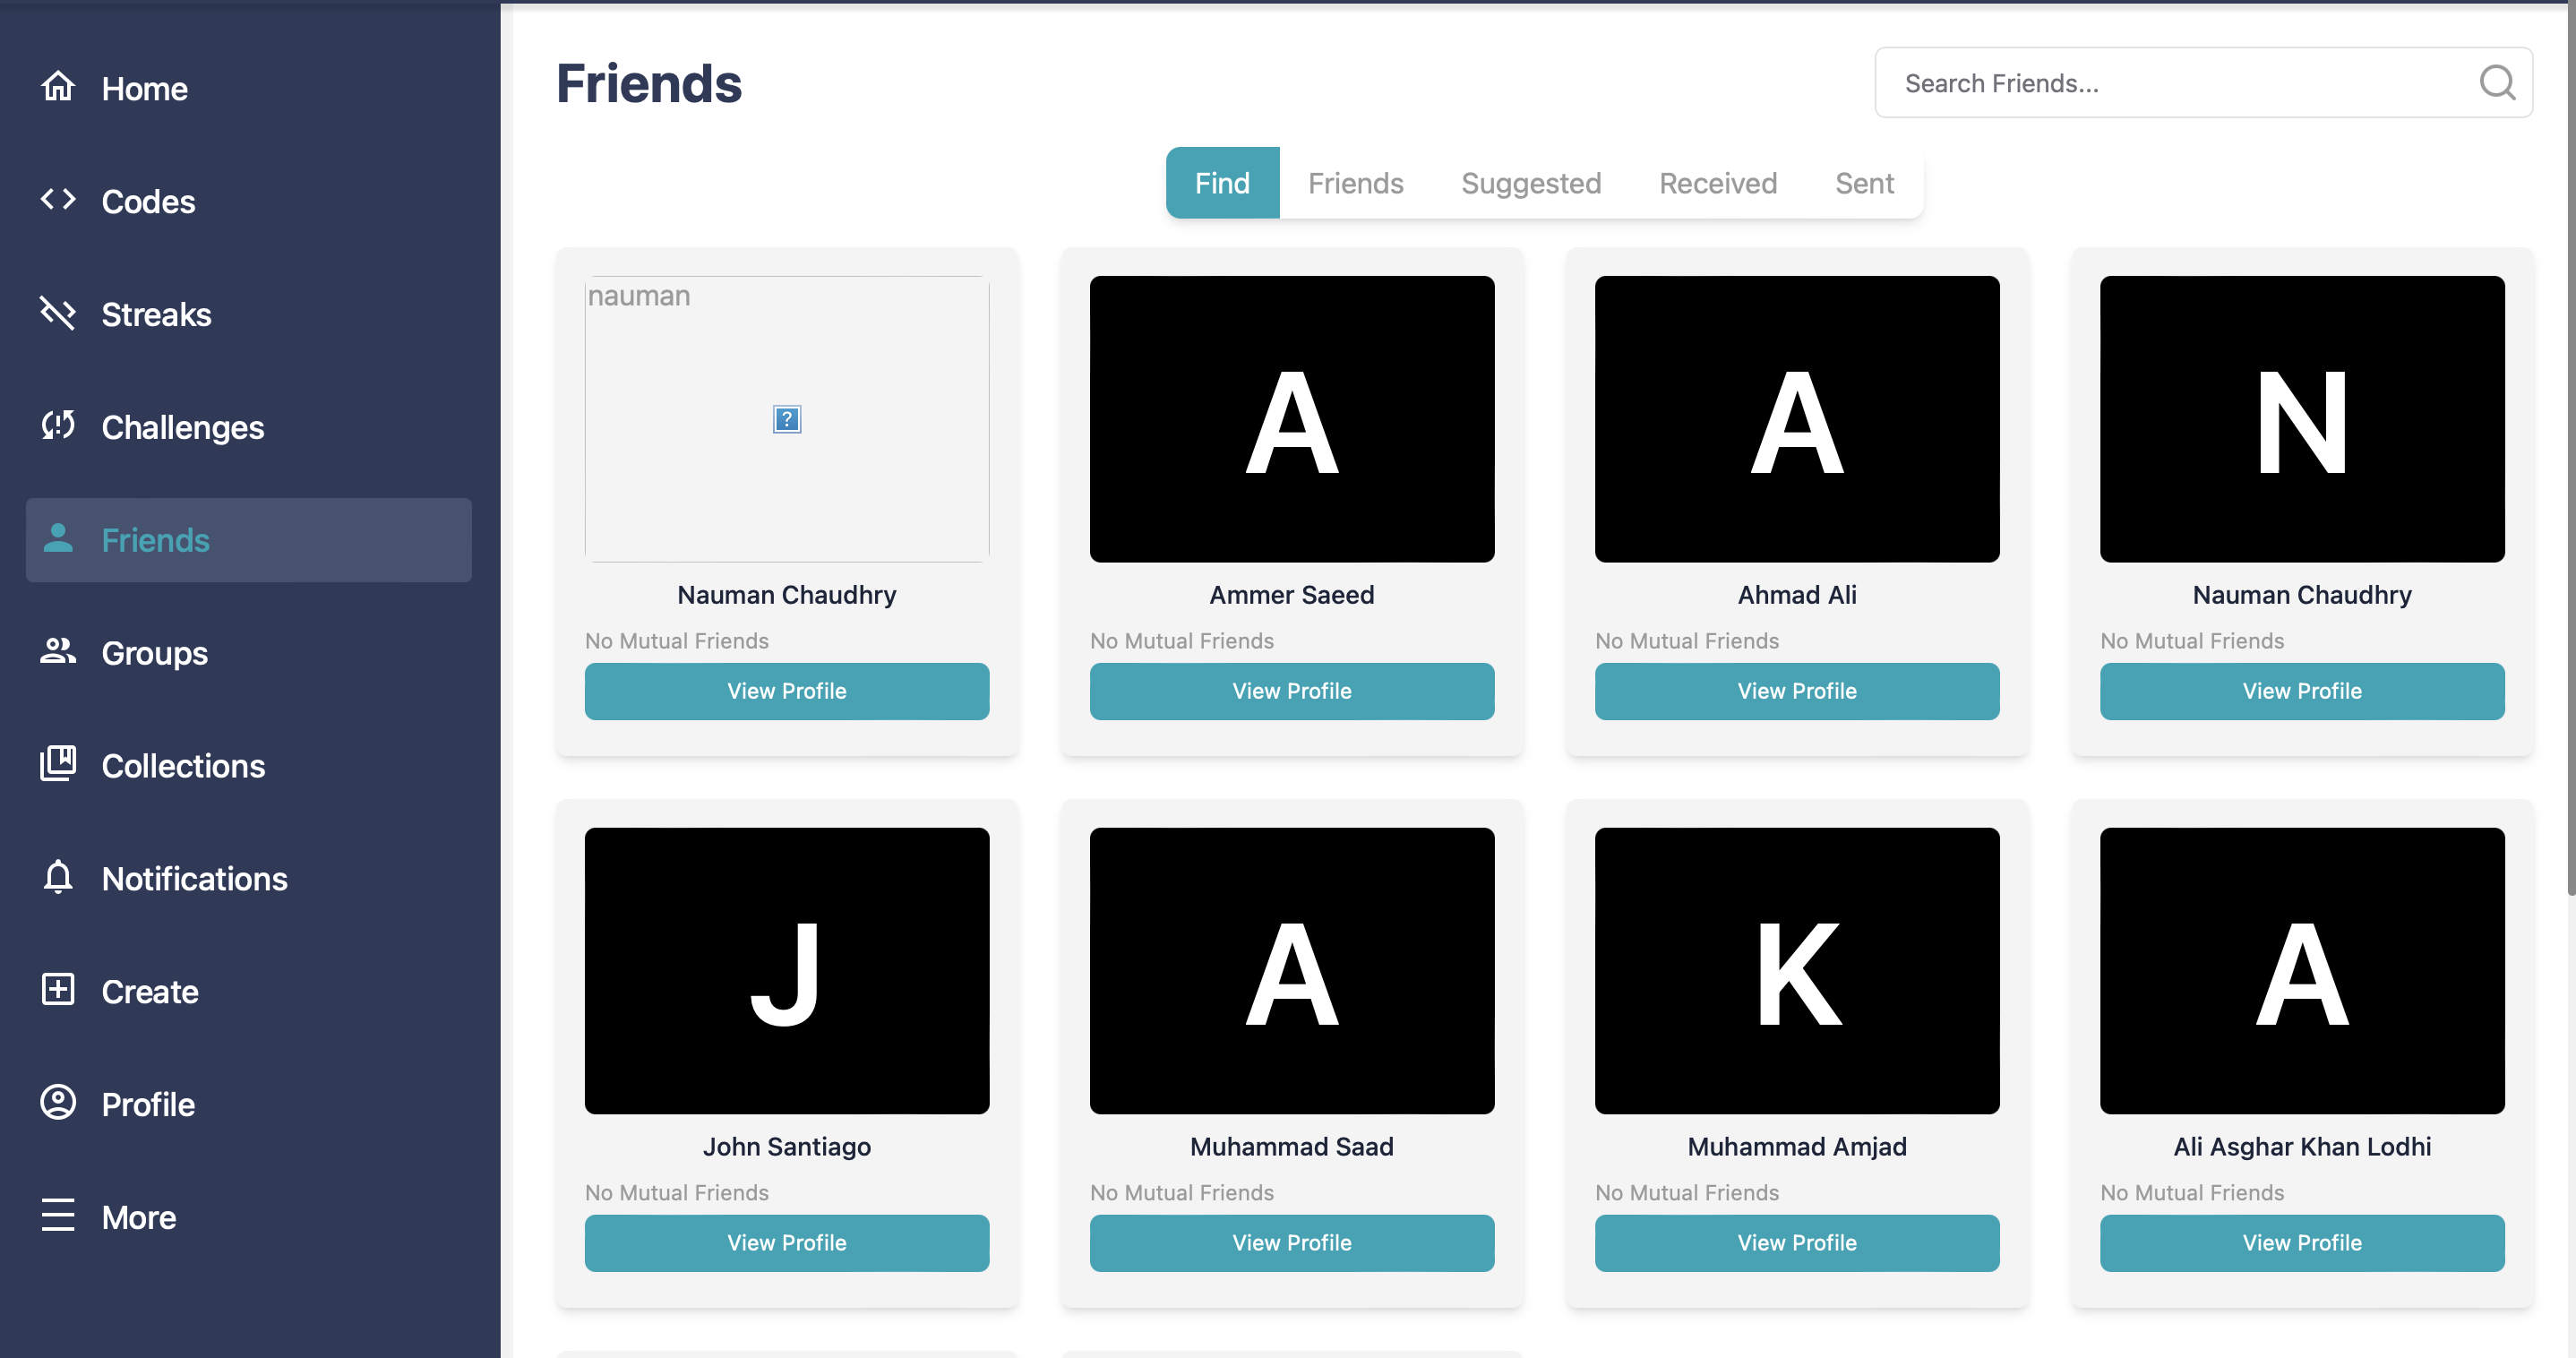 Home
Codes
Streaks
Challenges
Friends
Groups
Collections
Notifications
Create
Profile
More
Friends
Search Friends...
Find Friends Suggested Received Sent
nauman
?
A
A
N
Nauman Chaudhry
Ammer Saeed
Ahmad Ali
Nauman Chaudhry
No Mutual Friends
No Mutual Friends
No Mutual Friends
No Mutual Friends
View Profile
View Profile
View Profile
View Profile
J
A
K
A
John Santiago
Muhammad Saad
Muhammad Amjad
Ali Asghar Khan Lodhi
No Mutual Friends
No Mutual Friends
No Mutual Friends
No Mutual Friends
View Profile
View Profile
View Profile
View Profile